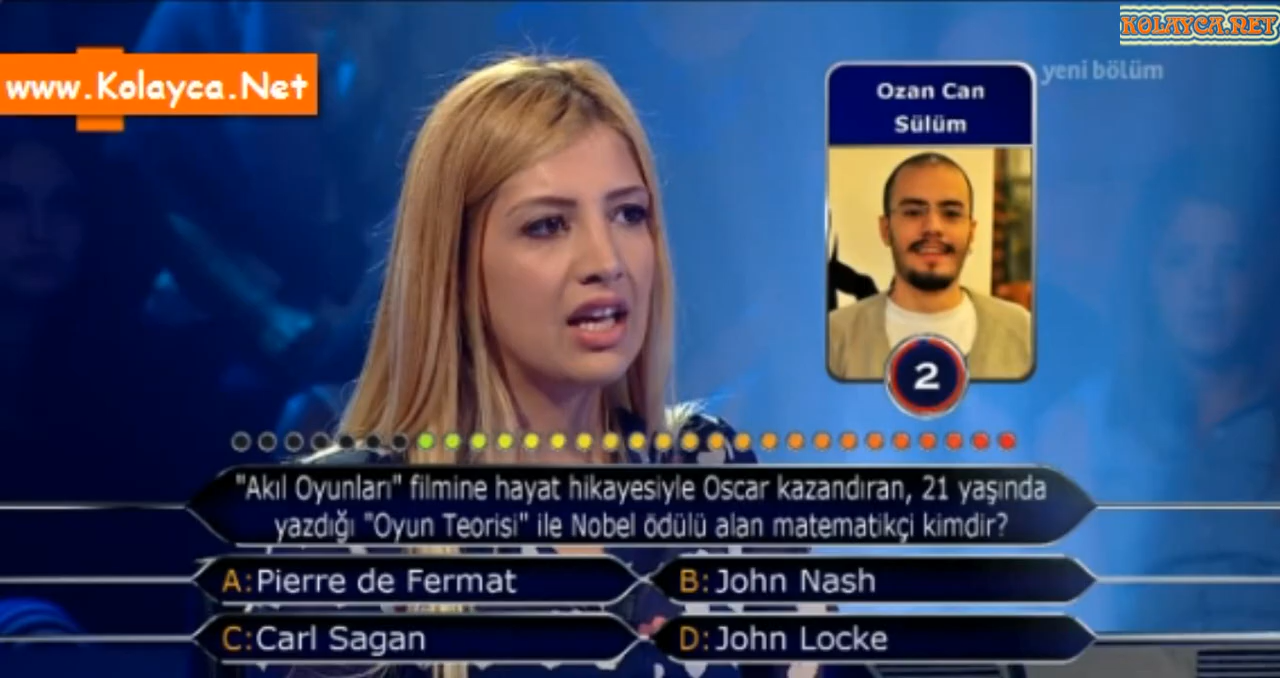 KOLAYCA.NET
www.Kolayca.Net
yeni bölüm
Ozan Can
Sülüm
2
"Akıl Oyunları" filmine hayat hikayesiyle Oscar kazandıran, 21 yaşında
yazdığı "Oyun Teorisi" ile Nobel ödülü alan matematikçi kimdir?
A: Pierre de Fermat
B: John Nash
C: Carl Sagan
D: John Locke